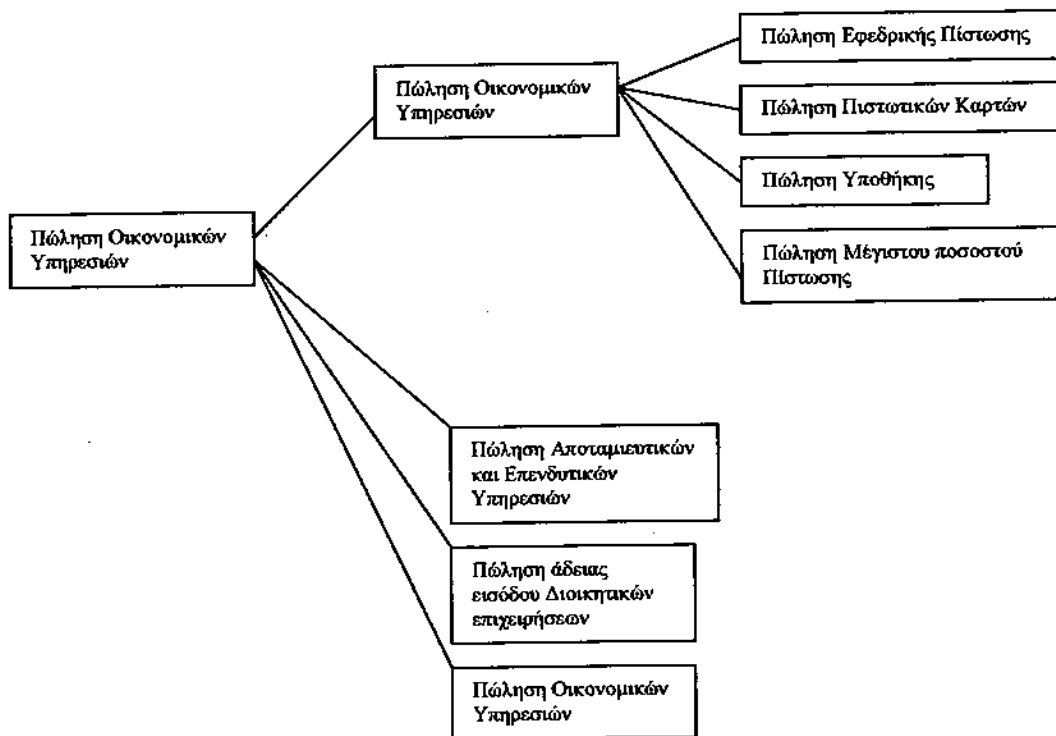 Πώληση Εφεδρικής Πίστωσης
Πώληση Οικονομικών
Υπηρεσιών
Πώληση Πιστωτικών Καρτών
Πώληση Υποθήκης
Πώληση Οικονομικών
Υπηρεσιών
Πώληση Μέγιστου ποσοστού
Πίστωσης
Πώληση Αποταμιευτικών
και Επενδυτικών
Υπηρεσιών
Πώληση άδειας
εισόδου Διοικητικών
επιχειρήσεων
Πώληση Οικονομικών
Υπηρεσιών